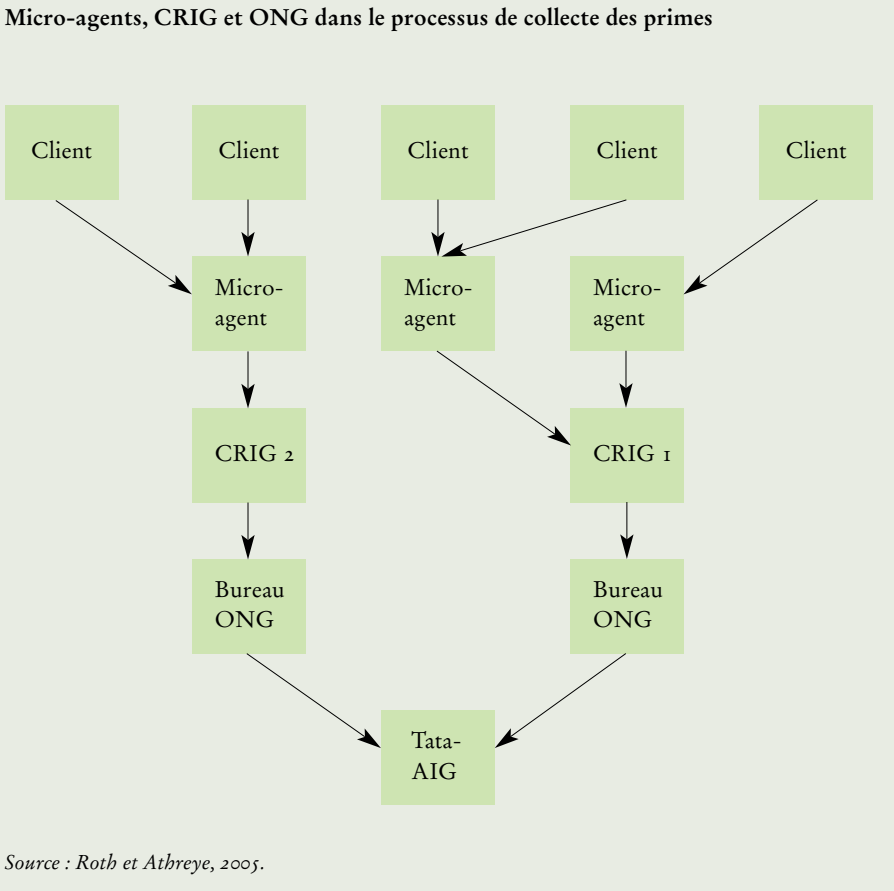 Micro-agents, CRIG et ONG dans le processus de collecte des primes
Client
Client
Client
Client
Client
Micro-
agent
Micro-
agent
Micro-
agent
CRIG 2
CRIG 1
Bureau
ONG
Bureau
ONG
Tata-
AIG
Source : Roth et Athreye, 2005.